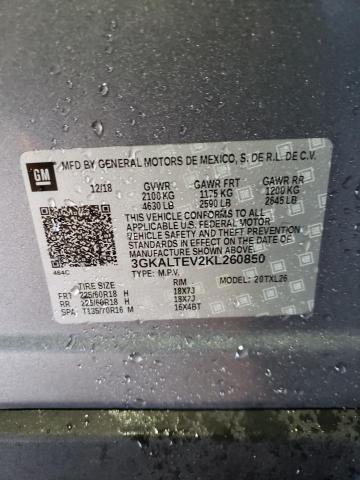 GM
MFD BY GENERAL MOTORS DE MEXICO, S. DE R.L. DE C.V.
12/18 GVWR GAWR FRT GAWR RR
2100 KG 1175 KG 1200 KG
4630 LB 2590 LB 2645 LB
THIS VEHICLE CONFORMS TO ALL
APPLICABLE U.S. FEDERAL MOTOR
VEHICLE SAFETY, BUMPER, AND
THEFT PREVENTION STANDARDS
IN EFFECT ON THE DATE OF
MANUFACTURE SHOWN ABOVE.
464C 3GKALTEV2KL260850
TYPE: M.P.V. MODEL: 20TXL26
TIRE SIZE RIM
FRT 225/60R18 H 18X7J
RR 225/60R18 H 18X7J
SPA T135/70R16 M 16X4BT